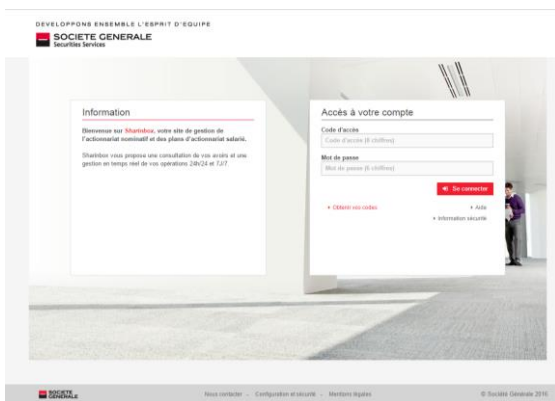 DEVELOPPONS ENSEMBLE L'ESPRIT D'EQUIPE
SOCIETE GENERALE
Securities Services
Information
Bienvenue sur Sharinbox, votre site de gestion de
l'actionnariat nominatif et des plans d'actionnariat salarié.
Sharinbox vous propose une consultation de vos avoirs et une
gestion en temps réel de vos opérations 24h/24 et 7J/7.
Accès à votre compte
Code d'accès
Code d'accès (8 chiffres)
Mot de passe
Mot de passe (6 chiffres)
Se connecter
Obtenir vos codes
Aide
Information sécurité
SOCIETE
GENERALE
Nous contacter - Configuration et sécurité - Mentions légales
© Société Générale 2016